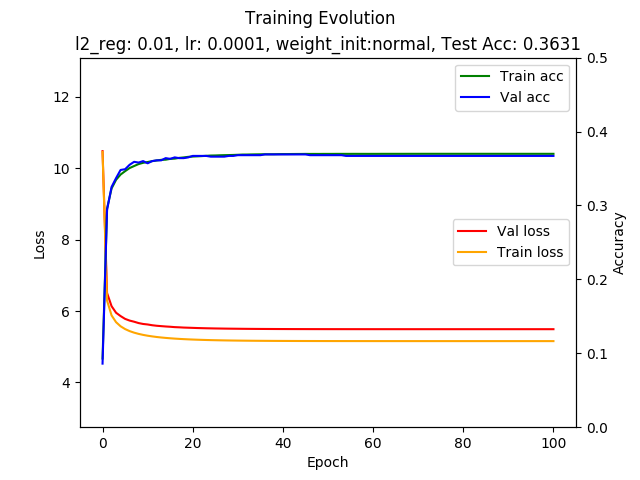 Training Evolution
l2_reg: 0.01, lr: 0.0001, weight_init:normal, Test Acc: 0.3631
Train acc
Val acc
Val loss
Train loss
12
10
8
6
4
Loss
0.5
0.4
0.3
0.2
0.1
0.0
Accuracy
0 20 40 60 80 100
Epoch